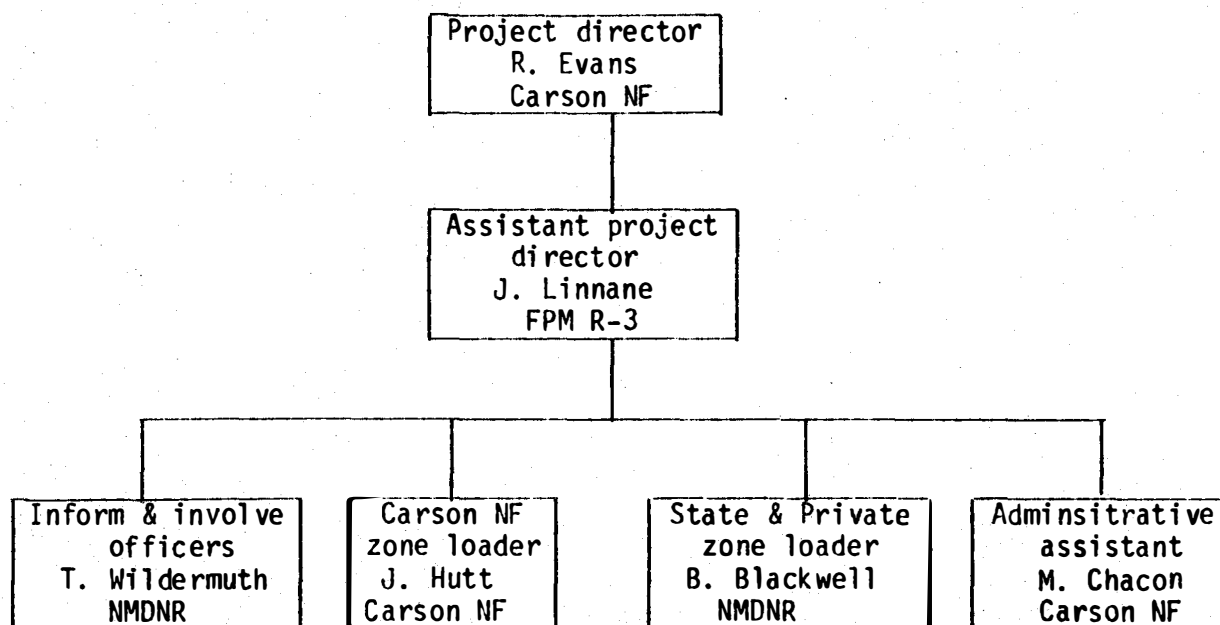 Project director
R. Evans
Carson NF
Assistant project
director
J. Linnane
FPM R-3
Inform & involve
officers
T. Wildermuth
NMDNR
Carson NF
zone loader
J. Hutt
Carson NF
State & Private
zone loader
B. Blackwell
NMDNR
Adminsitrative
assistant
M. Chacon
Carson NF